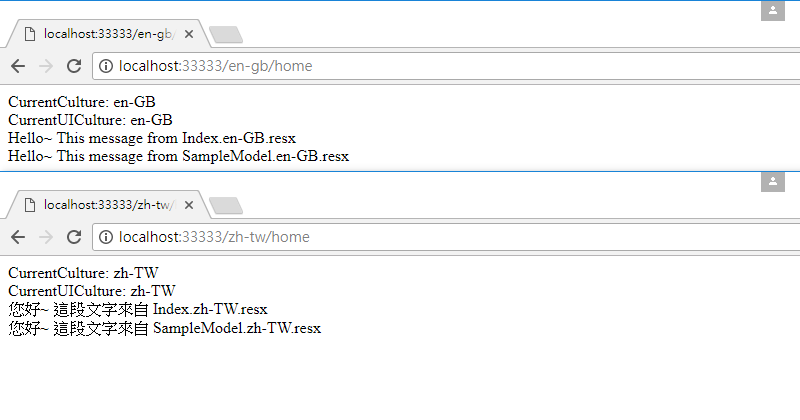 localhost:33333/en-gb/
localhost:33333/en-gb/home
CurrentCulture: en-GB
CurrentUICulture: en-GB
Hello~ This message from Index.en-GB.resx
Hello~ This message from SampleModel.en-GB.resx
localhost:33333/zh-tw/
localhost:33333/zh-tw/home
CurrentCulture: zh-TW
CurrentUICulture: zh-TW
您好~ 這段文字來自 Index.zh-TW.resx
您好~ 這段文字來自 SampleModel.zh-TW.resx